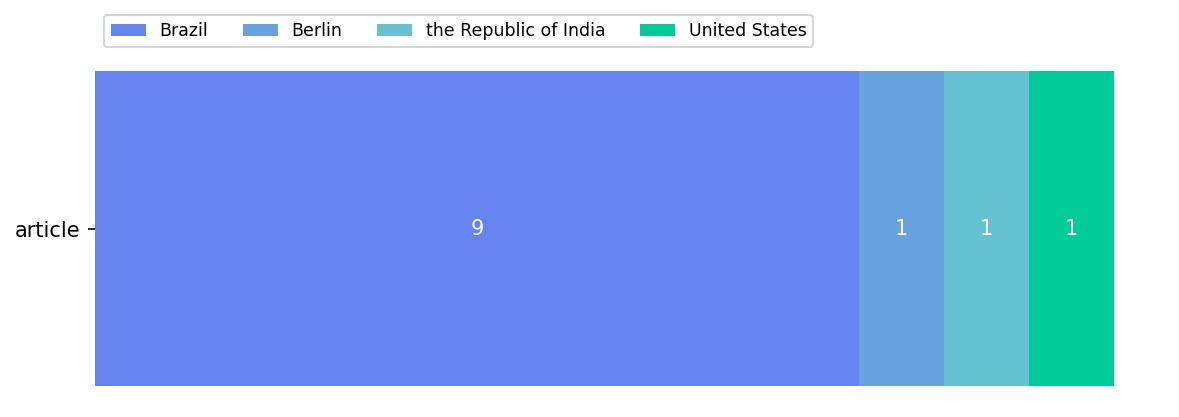 Brazil Berlin the Republic of India United States
article 9 1 1 1